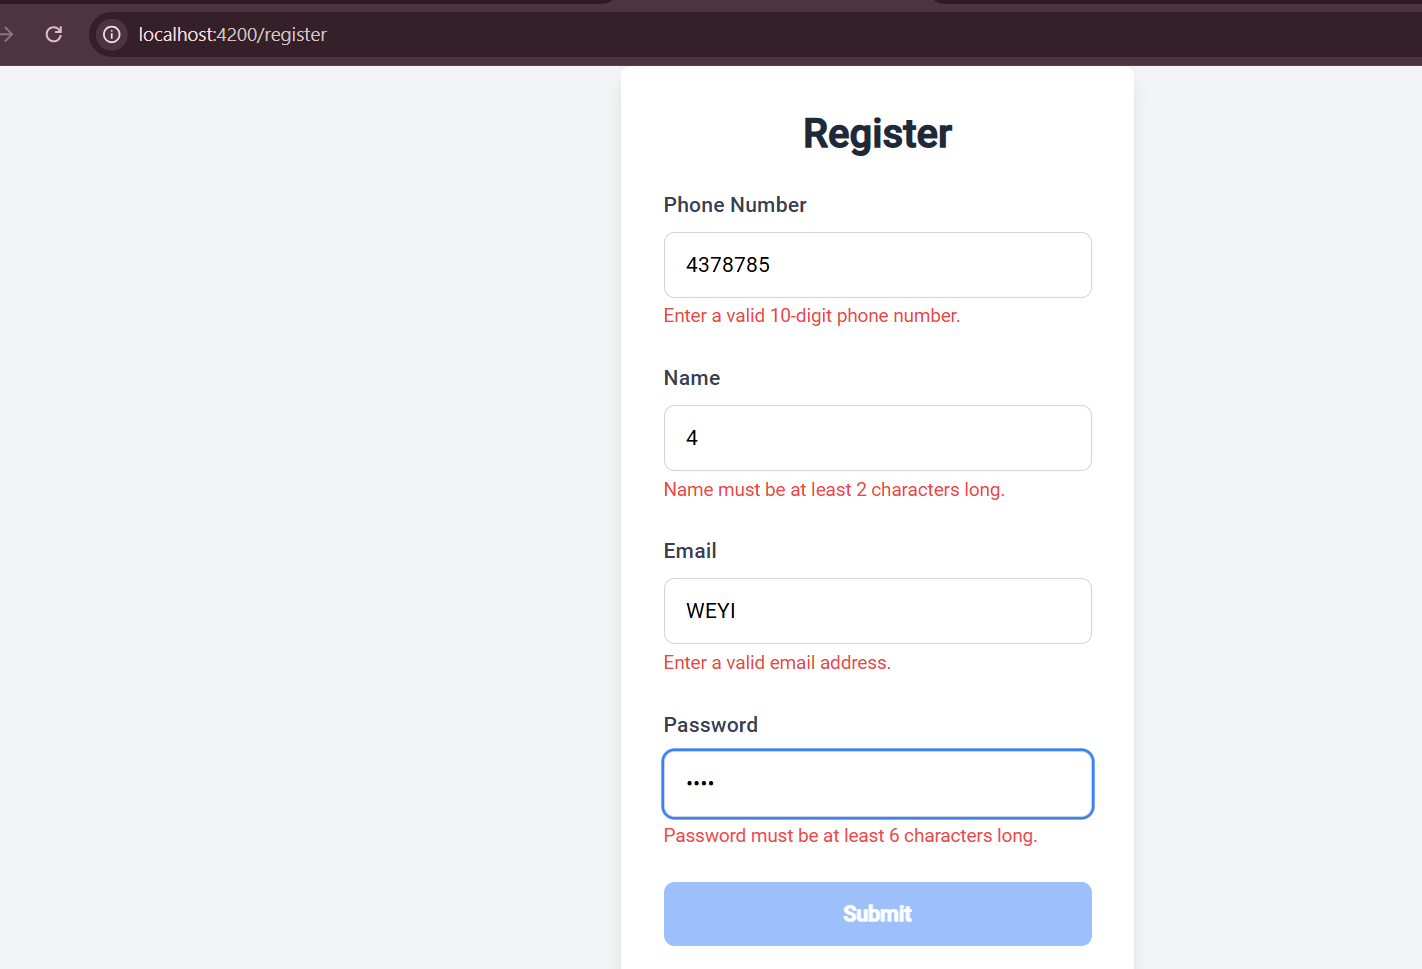 localhost:4200/register
Register
Phone Number
4378785
Enter a valid 10-digit phone number.
Name
4
Name must be at least 2 characters long.
Email
WEYI
Enter a valid email address.
Password
••••
Password must be at least 6 characters long.
Submit